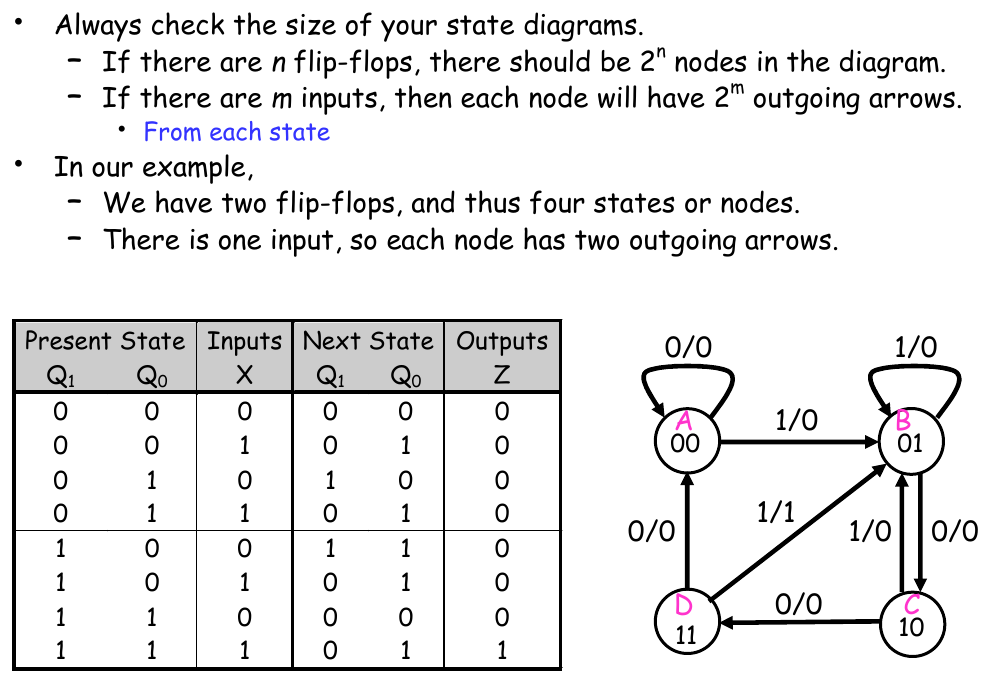 • Always check the size of your state diagrams.
– If there are n flip-flops, there should be 2ⁿ nodes in the diagram.
– If there are m inputs, then each node will have 2ᵐ outgoing arrows.
• From each state
• In our example,
– We have two flip-flops, and thus four states or nodes.
– There is one input, so each node has two outgoing arrows.
Present State Inputs Next State Outputs
Q₁ Q₀ X Q₁ Q₀ Z
0 0 0 0 0 0
0 0 1 0 1 0
0 1 0 1 0 0
0 1 1 0 1 0
1 0 0 1 1 0
1 0 1 0 1 0
1 1 0 0 0 0
1 1 1 0 1 1
0/0 1/0
A 1/0 B
00 01
0/0 1/1 1/0 0/0
D 0/0 C
11 10